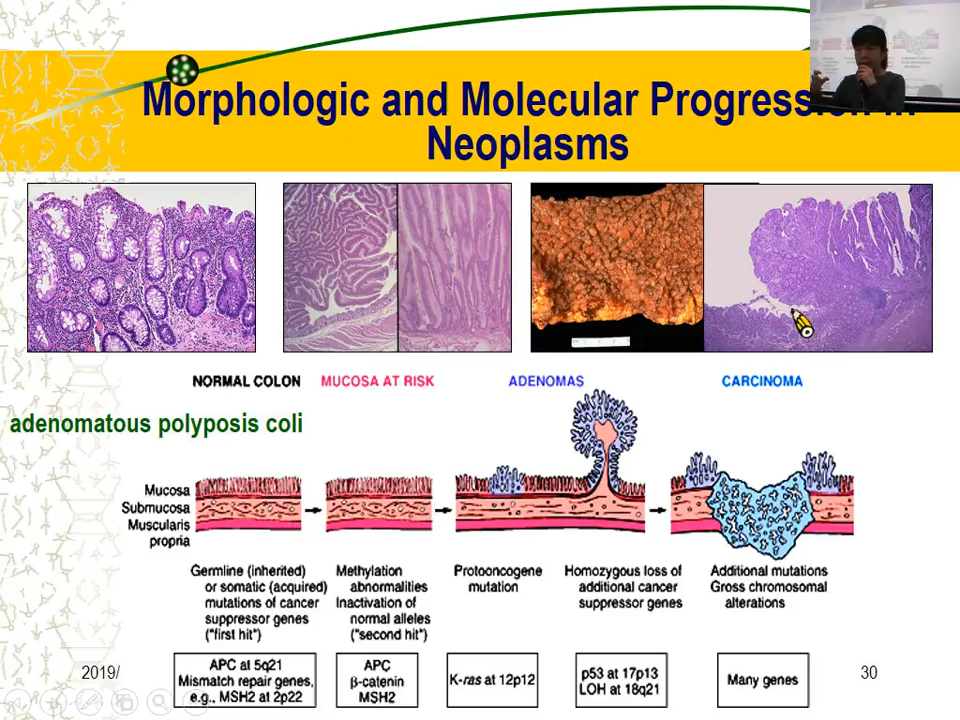 Morphologic and Molecular Progression in
Neoplasms
NORMAL COLON
MUCOSA AT RISK
ADENOMAS
CARCINOMA
adenomatous polyposis coli
Mucosa
Submucosa
Muscularis
propria
Germline (inherited)
or somatic (acquired)
mutations of cancer
suppressor genes
("first hit")
Methylation
abnormalities
Inactivation of
normal alleles
("second hit")
Protooncogene
mutation
Homozygous loss of
additional cancer
suppressor genes
Additional mutations
Gross chromosomal
alterations
2019/
APC at 5q21
Mismatch repair genes,
e.g., MSH2 at 2p22
APC
β-catenin
MSH2
K-ras at 12p12
p53 at 17p13
LOH at 18q21
Many genes
30